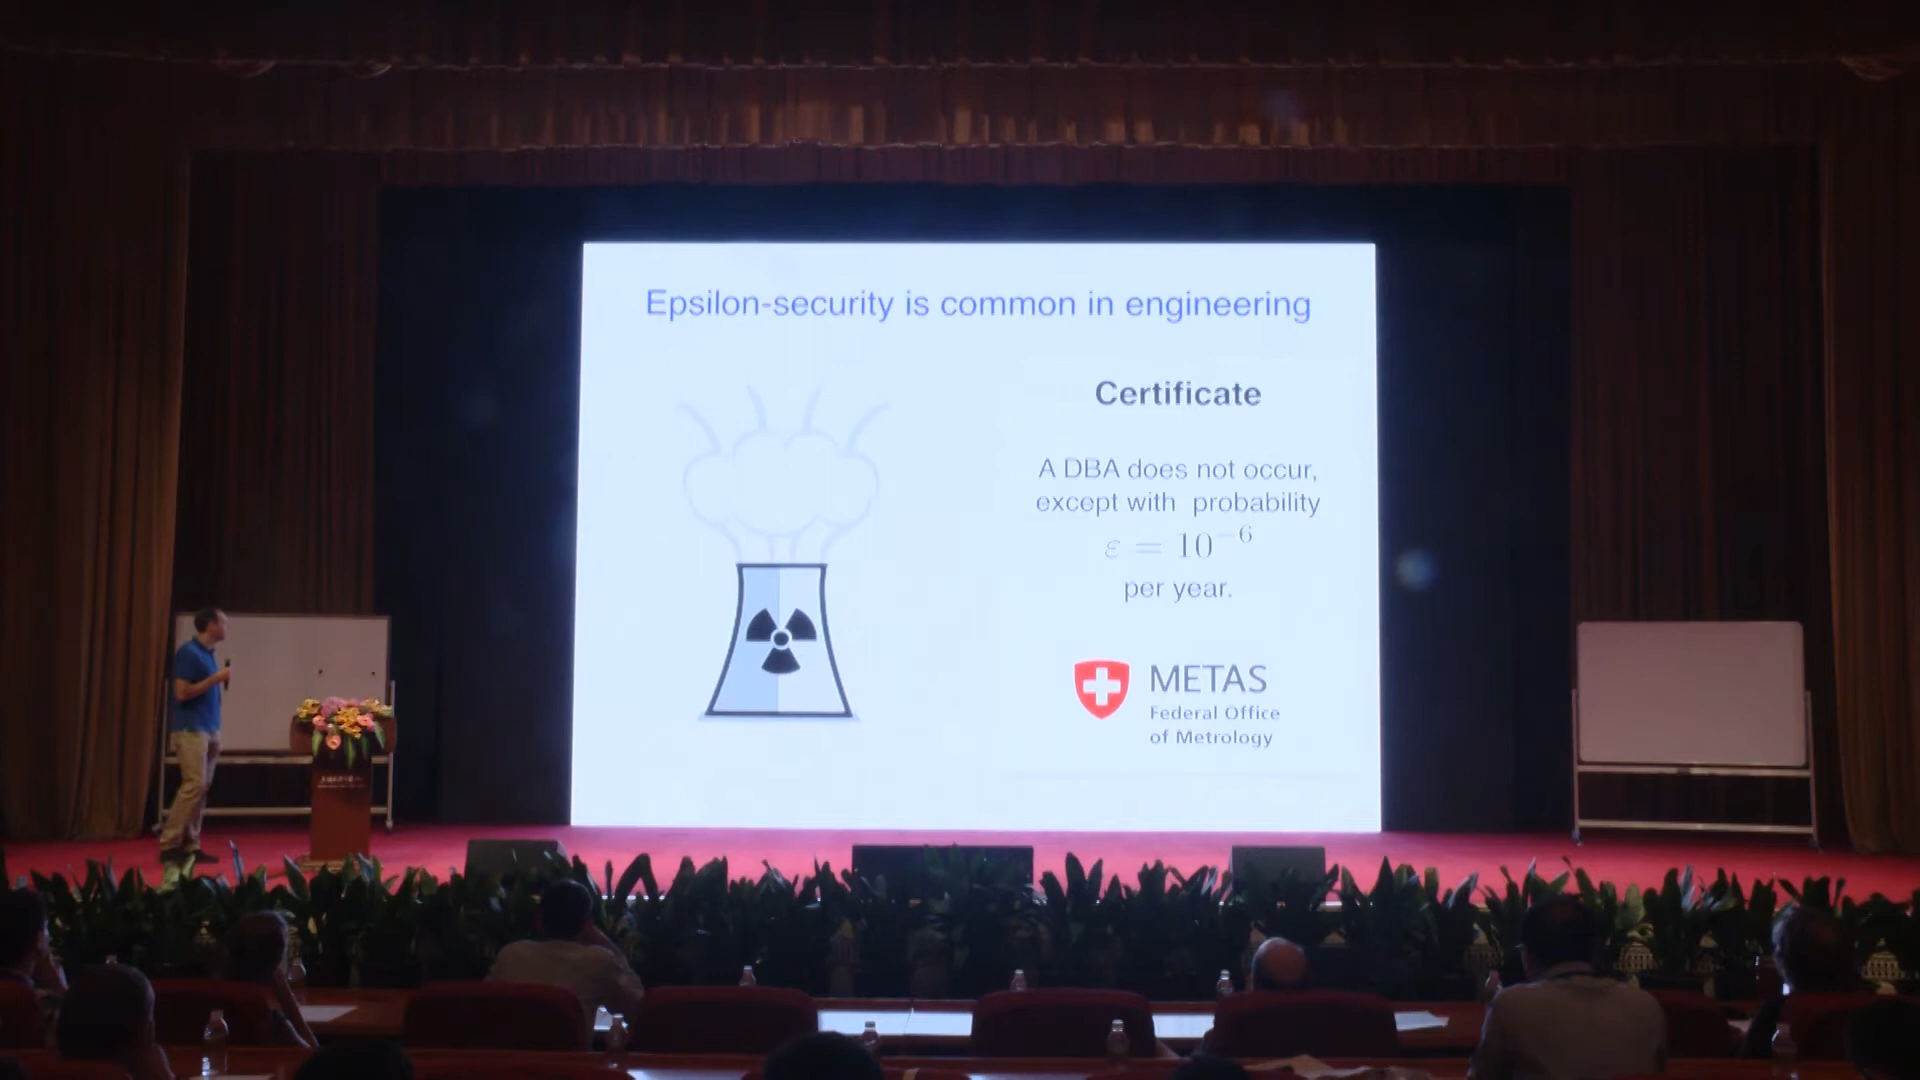 Epsilon-security is common in engineering
Certificate
A DBA does not occur,
except with probability
ε = 10⁻⁶
per year.
METAS
Federal Office
of Metrology